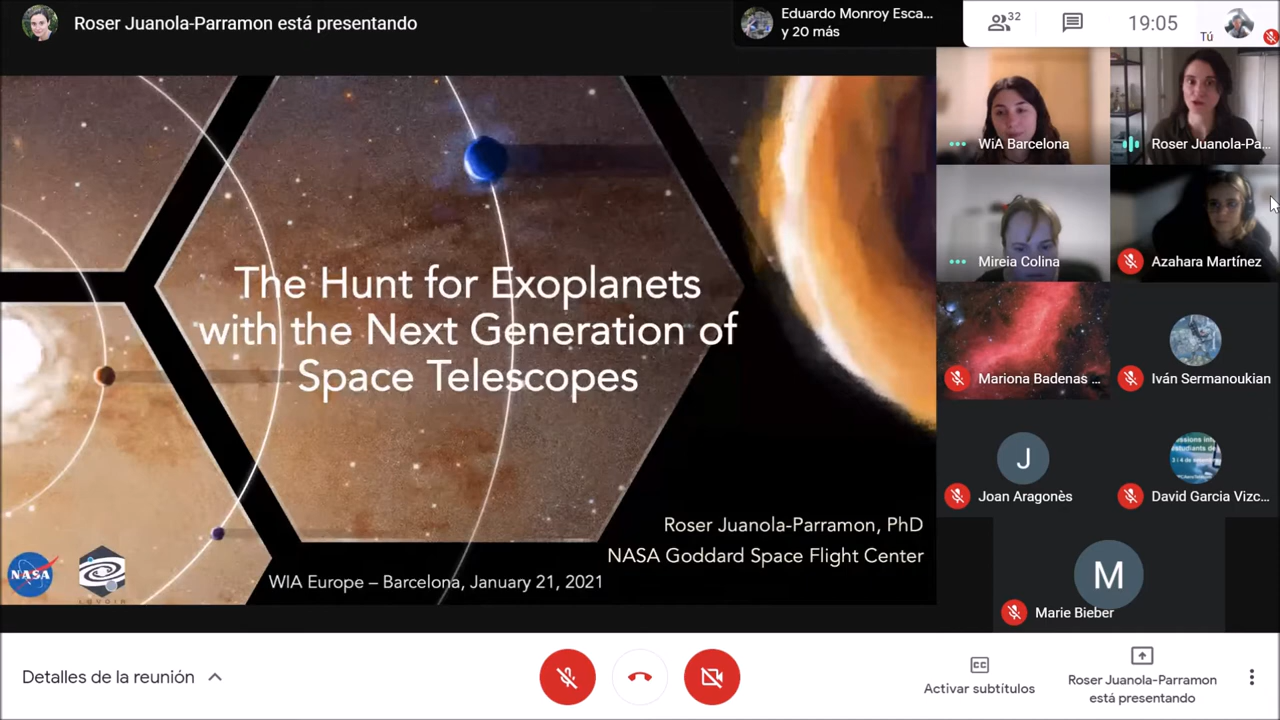 Roser Juanola-Parramon está presentando
Eduardo Monroy Esca...
y 20 más
32
19:05
Tú
WiA Barcelona
Roser Juanola-Pa...
Mireia Colina
Azahara Martínez
Mariona Badenas ...
Iván Sermanoukian
J
Joan Aragonès
David Garcia Vizc...
M
Marie Bieber
The Hunt for Exoplanets
with the Next Generation of
Space Telescopes
Roser Juanola-Parramon, PhD
NASA Goddard Space Flight Center
NASA
LUVOIR
WIA Europe – Barcelona, January 21, 2021
Detalles de la reunión
Activar subtítulos
Roser Juanola-Parramon
está presentando